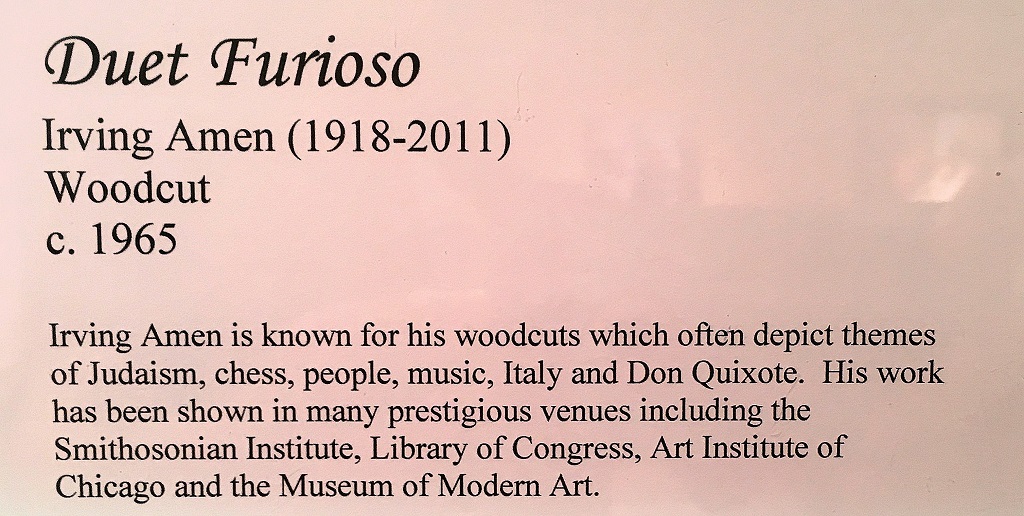 Duet Furioso
Irving Amen (1918-2011)
Woodcut
c. 1965
Irving Amen is known for his woodcuts which often depict themes
of Judaism, chess, people, music, Italy and Don Quixote.  His work
has been shown in many prestigious venues including the
Smithosonian Institute, Library of Congress, Art Institute of
Chicago and the Museum of Modern Art.